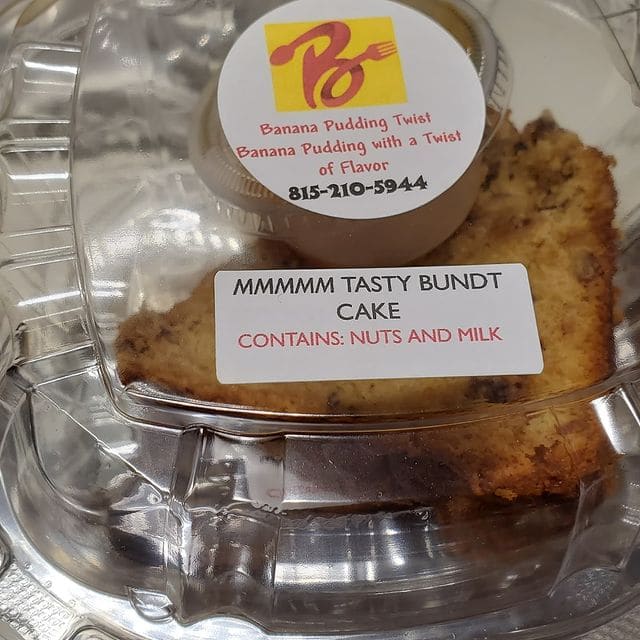 B
Banana Pudding Twist
Banana Pudding with a Twist
of Flavor
815-210-5944
MMMMM TASTY BUNDT
CAKE
CONTAINS: NUTS AND MILK